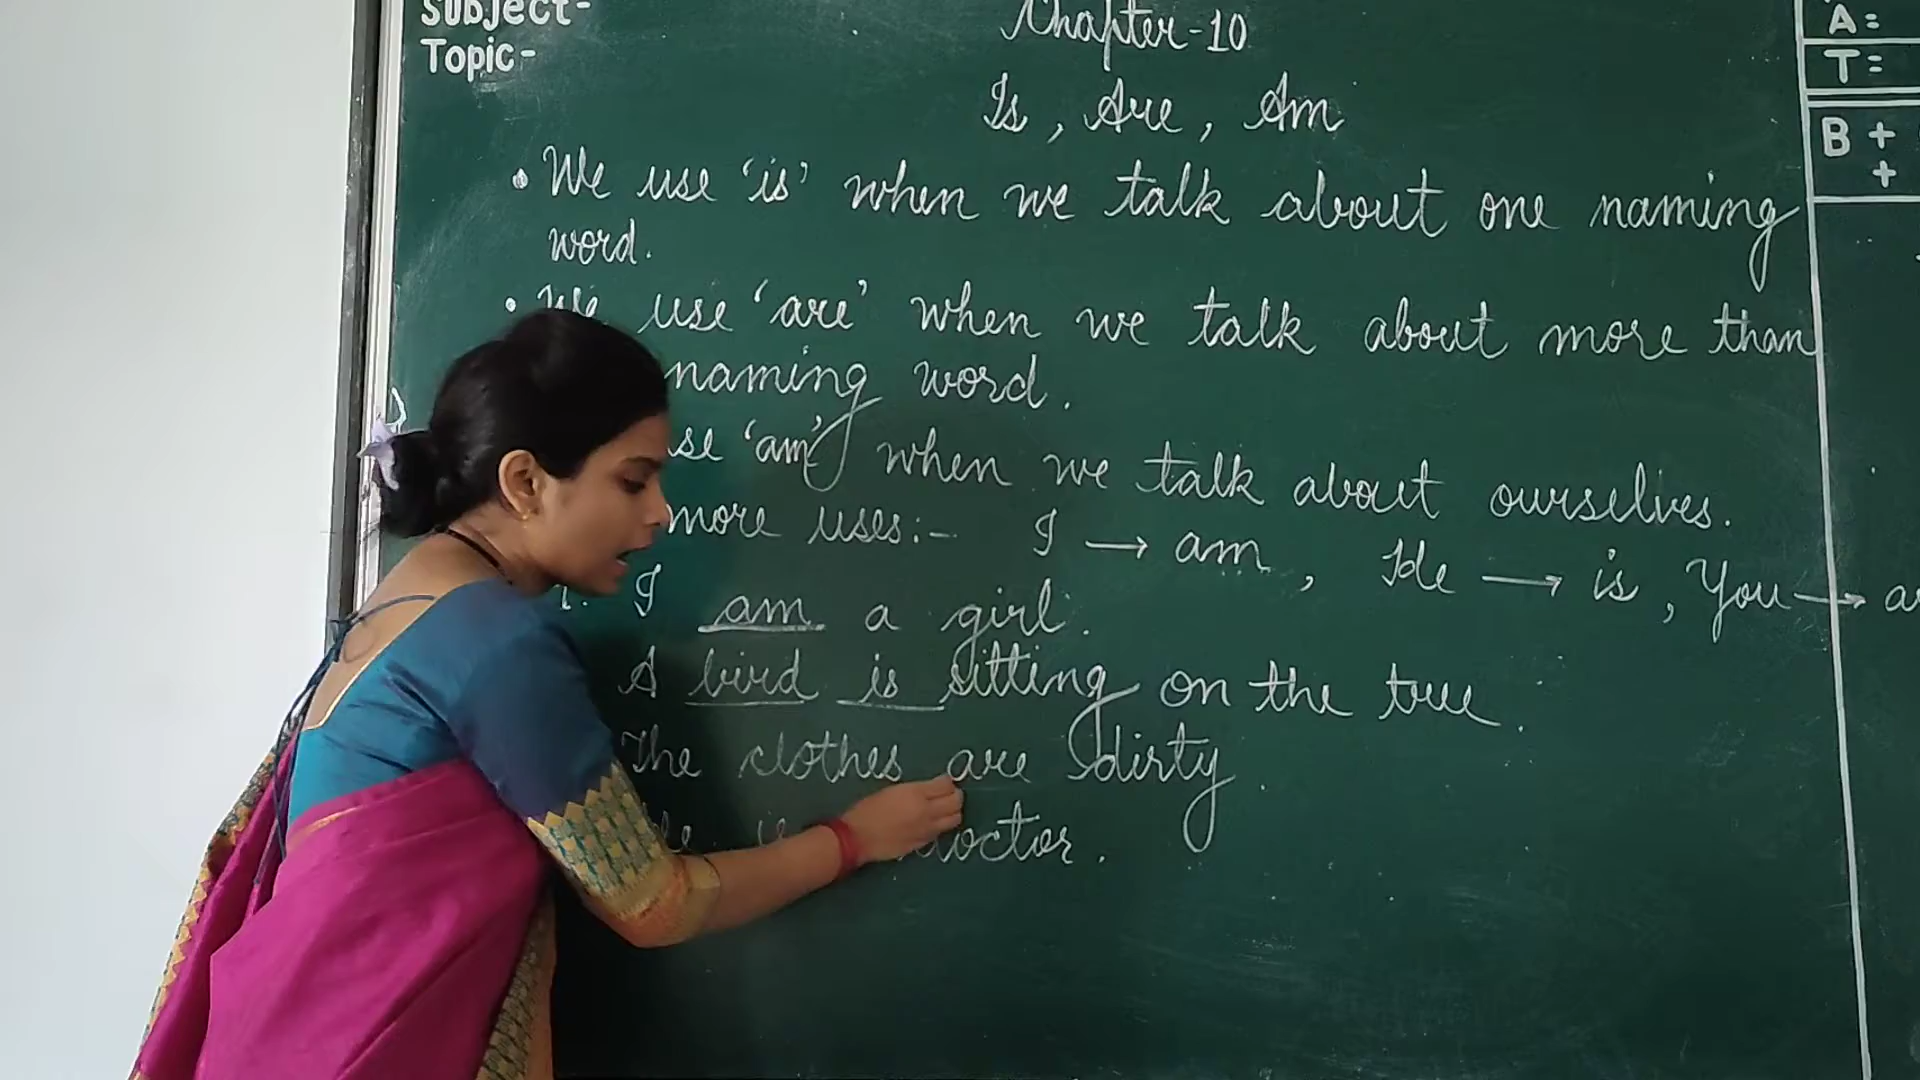 Subject-
Topic-
Chapter-10
Is, Are, Am
• We use 'is' when we talk about one naming
word.
• We use 'are' when we talk about more than
naming word.
'am' when we talk about ourselves.
more uses:- I → am, He → is, You →
I am a girl.
A bird is sitting on the tree.
The clothes are dirty.
is doctor.
A=
T=
B +
+